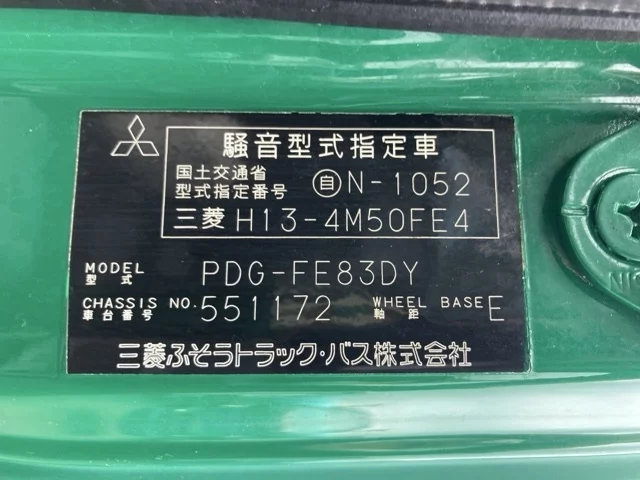 騒音型式指定車
国土交通省
型式指定番号 自N-1052
三菱 H13-4M50FE4
MODEL PDG-FE83DY
型式
CHASSIS NO. 551172 WHEEL BASE E
車台番号 軸距
三菱ふそうトラック・バス株式会社